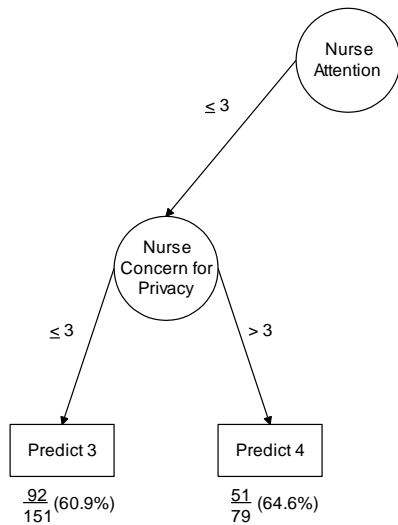 Nurse
Attention
≤ 3
Nurse
Concern for
Privacy
≤ 3
> 3
Predict 3
Predict 4
92
151 (60.9%)
51
79 (64.6%)